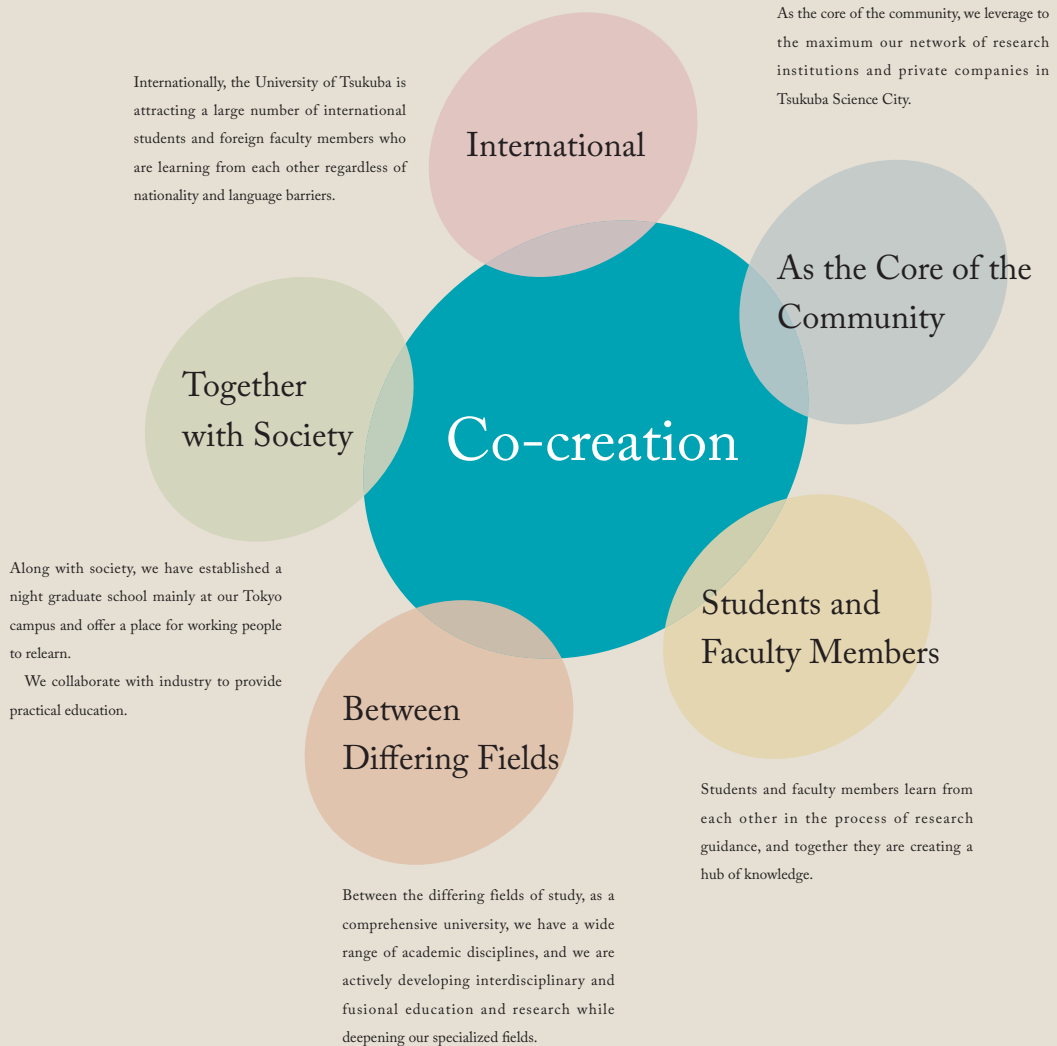 Internationally, the University of Tsukuba is
attracting a large number of international
students and foreign faculty members who
are learning from each other regardless of
nationality and language barriers.
International
As the core of the community, we leverage to
the maximum our network of research
institutions and private companies in
Tsukuba Science City.
As the Core of the
Community
Together
with Society
Co-creation
Along with society, we have established a
night graduate school mainly at our Tokyo
campus and offer a place for working people
to relearn.
We collaborate with industry to provide
practical education.
Students and
Faculty Members
Students and faculty members learn from
each other in the process of research
guidance, and together they are creating a
hub of knowledge.
Between
Differing Fields
Between the differing fields of study, as a
comprehensive university, we have a wide
range of academic disciplines, and we are
actively developing interdisciplinary and
fusional education and research while
deepening our specialized fields.